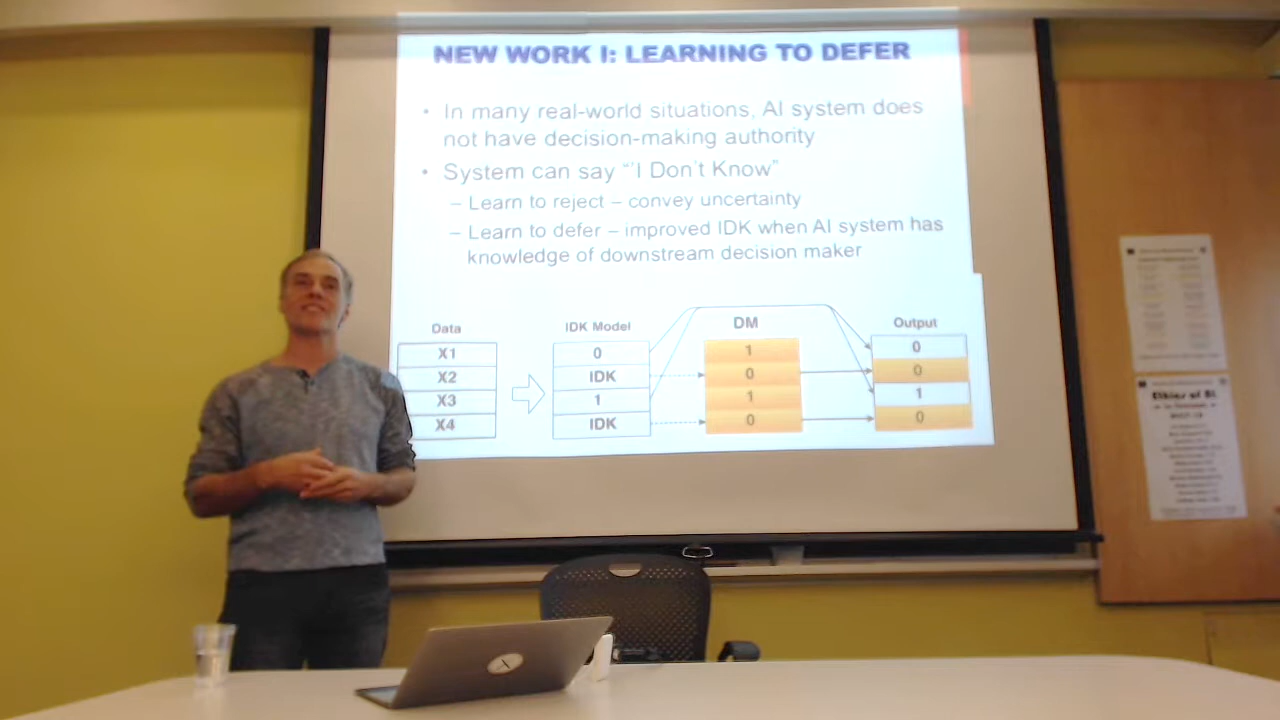 NEW WORK I: LEARNING TO DEFER
• In many real-world situations, AI system does
not have decision-making authority
• System can say “'I Don't Know”
– Learn to reject – convey uncertainty
– Learn to defer – improved IDK when AI system has
knowledge of downstream decision maker
Data
X1
X2
X3
X4
IDK Model
0
IDK
1
IDK
DM
1
0
1
0
Output
0
0
1
0
Ethics of AI